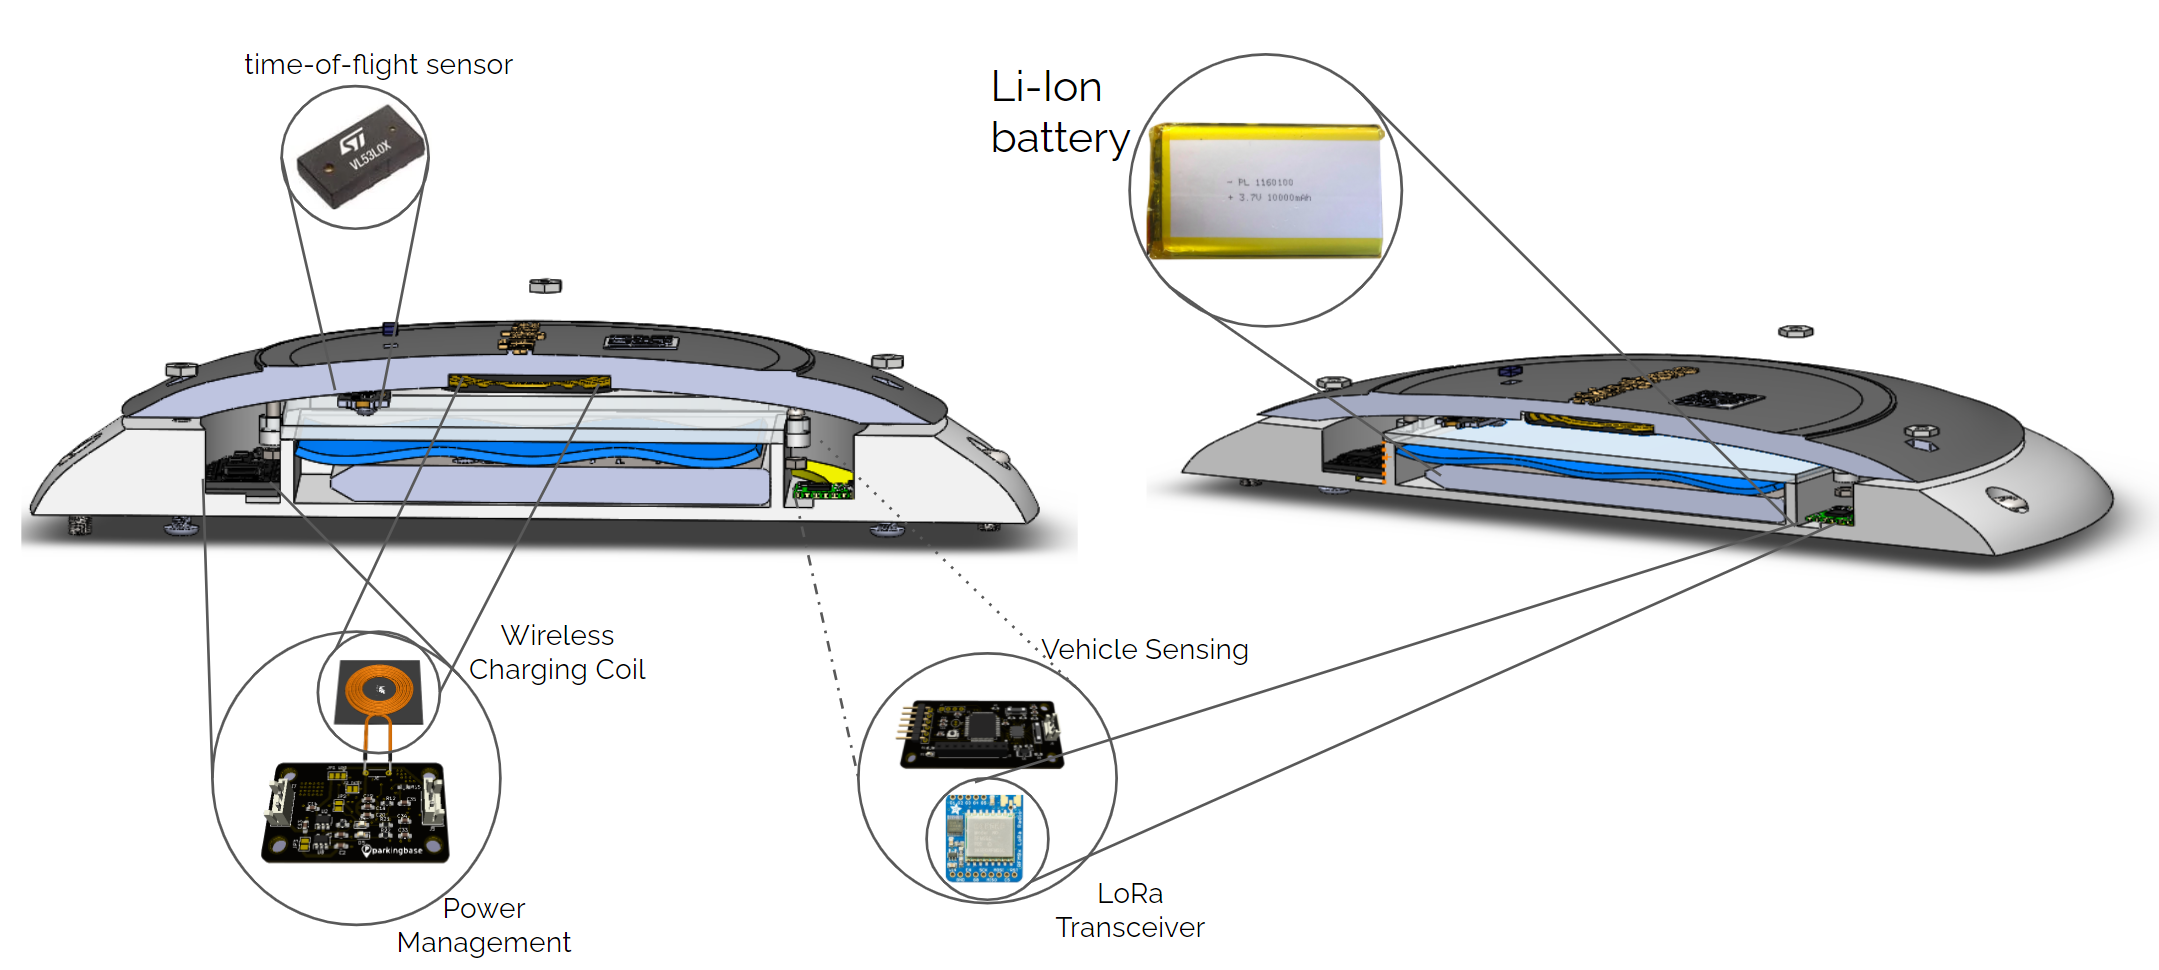 time-of-flight sensor
ST
VL53L0X
Li-Ion
battery
- PL 1160100
+ 3.7V 10000mAh
Wireless
Charging Coil
Vehicle Sensing
parkingbase
Power
Management
LoRa
Transceiver